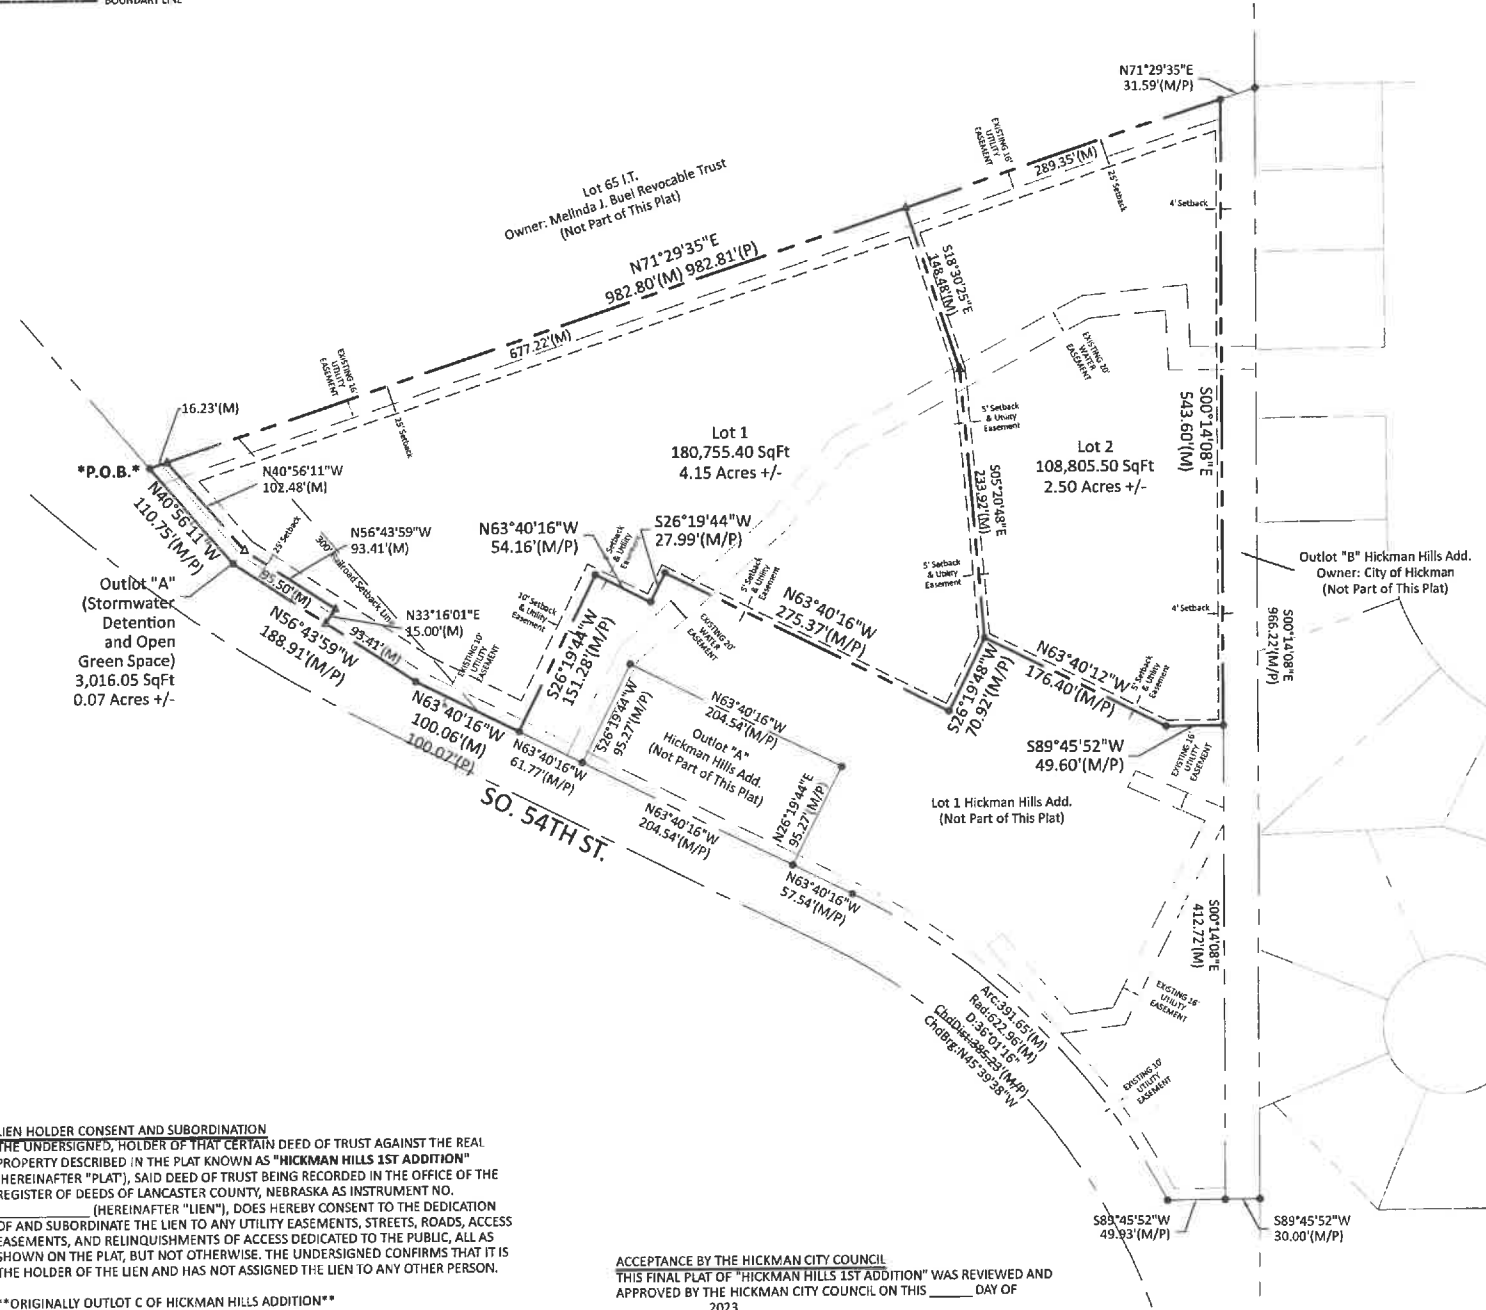 BOUNDARY LINE
N71°29'35"E
31.59'(M/P)
EXISTING 16'
UTILITY
EASEMENT
289.35'(M)
25' Setback
4' Setback
Lot 65 I.T.
Owner: Melinda J. Buel Revocable Trust
(Not Part of This Plat)
N71°29'35"E
982.80'(M) 982.81'(P)
677.22'(M)
S18°30'25"E
148.48'(M)
EXISTING 16'
UTILITY
EASEMENT
25' Setback
EXISTING 20'
WATER
EASEMENT
S00°14'08"E
543.60'(M)
16.23'(M)
*P.O.B.*
N40°56'11"W
102.48'(M)
N40°56'11"W
110.75'(M/P)
Lot 1
180,755.40 SqFt
4.15 Acres +/-
5' Setback
& Utility
Easement
Lot 2
108,805.50 SqFt
2.50 Acres +/-
S05°20'48"E
233.92'(M)
25' Setback
300' Railroad Setback Line
N56°43'59"W
93.41'(M)
N63°40'16"W
54.16'(M/P)
Setback
& Utility
Easement
S26°19'44"W
27.99'(M/P)
5' Setback
& Utility
Easement
5' Setback
& Utility
Easement
Outlot "B" Hickman Hills Add.
Owner: City of Hickman
(Not Part of This Plat)
Outlot "A"
(Stormwater
Detention
and Open
Green Space)
3,016.05 SqFt
0.07 Acres +/-
95.50'(M)
N56°43'59"W
188.91'(M/P)
N33°16'01"E
15.00'(M)
93.41'(M)
EXISTING 10'
UTILITY
EASEMENT
10' Setback
& Utility
Easement
S26°19'44"W
151.28'(M/P)
EXISTING 20'
WATER
EASEMENT
N63°40'16"W
275.37'(M/P)
4' Setback
S00°14'08"E
966.22'(M/P)
S26°19'48"W
70.92'(M/P)
N63°40'12"W
176.40'(M/P)
5' Setback
& Utility
Easement
N63°40'16"W
100.06'(M)
100.07'(P)
N63°40'16"W
61.77'(M/P)
S26°19'44"W
95.27'(M/P)
N63°40'16"W
204.54'(M/P)
Outlot "A"
Hickman Hills Add.
(Not Part of This Plat)
N26°19'44"E
95.27'(M/P)
S89°45'52"W
49.60'(M/P)
EXISTING 16'
UTILITY
EASEMENT
Lot 1 Hickman Hills Add.
(Not Part of This Plat)
SO. 54TH ST.
N63°40'16"W
204.54'(M/P)
N63°40'16"W
57.54'(M/P)
S00°14'08"E
412.72'(M)
Arc:391.65'(M)
Rad:622.96'(M)
D:36°01'16"
ChdDist:385.23'(M/P)
ChdBrg:N45°39'38"W
EXISTING 16'
UTILITY
EASEMENT
EXISTING 10'
UTILITY
EASEMENT
S89°45'52"W
49.93'(M/P)
S89°45'52"W
30.00'(M/P)
LIEN HOLDER CONSENT AND SUBORDINATION
THE UNDERSIGNED, HOLDER OF THAT CERTAIN DEED OF TRUST AGAINST THE REAL
PROPERTY DESCRIBED IN THE PLAT KNOWN AS "HICKMAN HILLS 1ST ADDITION"
(HEREINAFTER "PLAT"), SAID DEED OF TRUST BEING RECORDED IN THE OFFICE OF THE
REGISTER OF DEEDS OF LANCASTER COUNTY, NEBRASKA AS INSTRUMENT NO.
(HEREINAFTER "LIEN"), DOES HEREBY CONSENT TO THE DEDICATION
OF AND SUBORDINATE THE LIEN TO ANY UTILITY EASEMENTS, STREETS, ROADS, ACCESS
EASEMENTS, AND RELINQUISHMENTS OF ACCESS DEDICATED TO THE PUBLIC, ALL AS
SHOWN ON THE PLAT, BUT NOT OTHERWISE. THE UNDERSIGNED CONFIRMS THAT IT IS
THE HOLDER OF THE LIEN AND HAS NOT ASSIGNED THE LIEN TO ANY OTHER PERSON.
**ORIGINALLY OUTLOT C OF HICKMAN HILLS ADDITION**
ACCEPTANCE BY THE HICKMAN CITY COUNCIL
THIS FINAL PLAT OF "HICKMAN HILLS 1ST ADDITION" WAS REVIEWED AND
APPROVED BY THE HICKMAN CITY COUNCIL ON THIS ______ DAY OF
2023